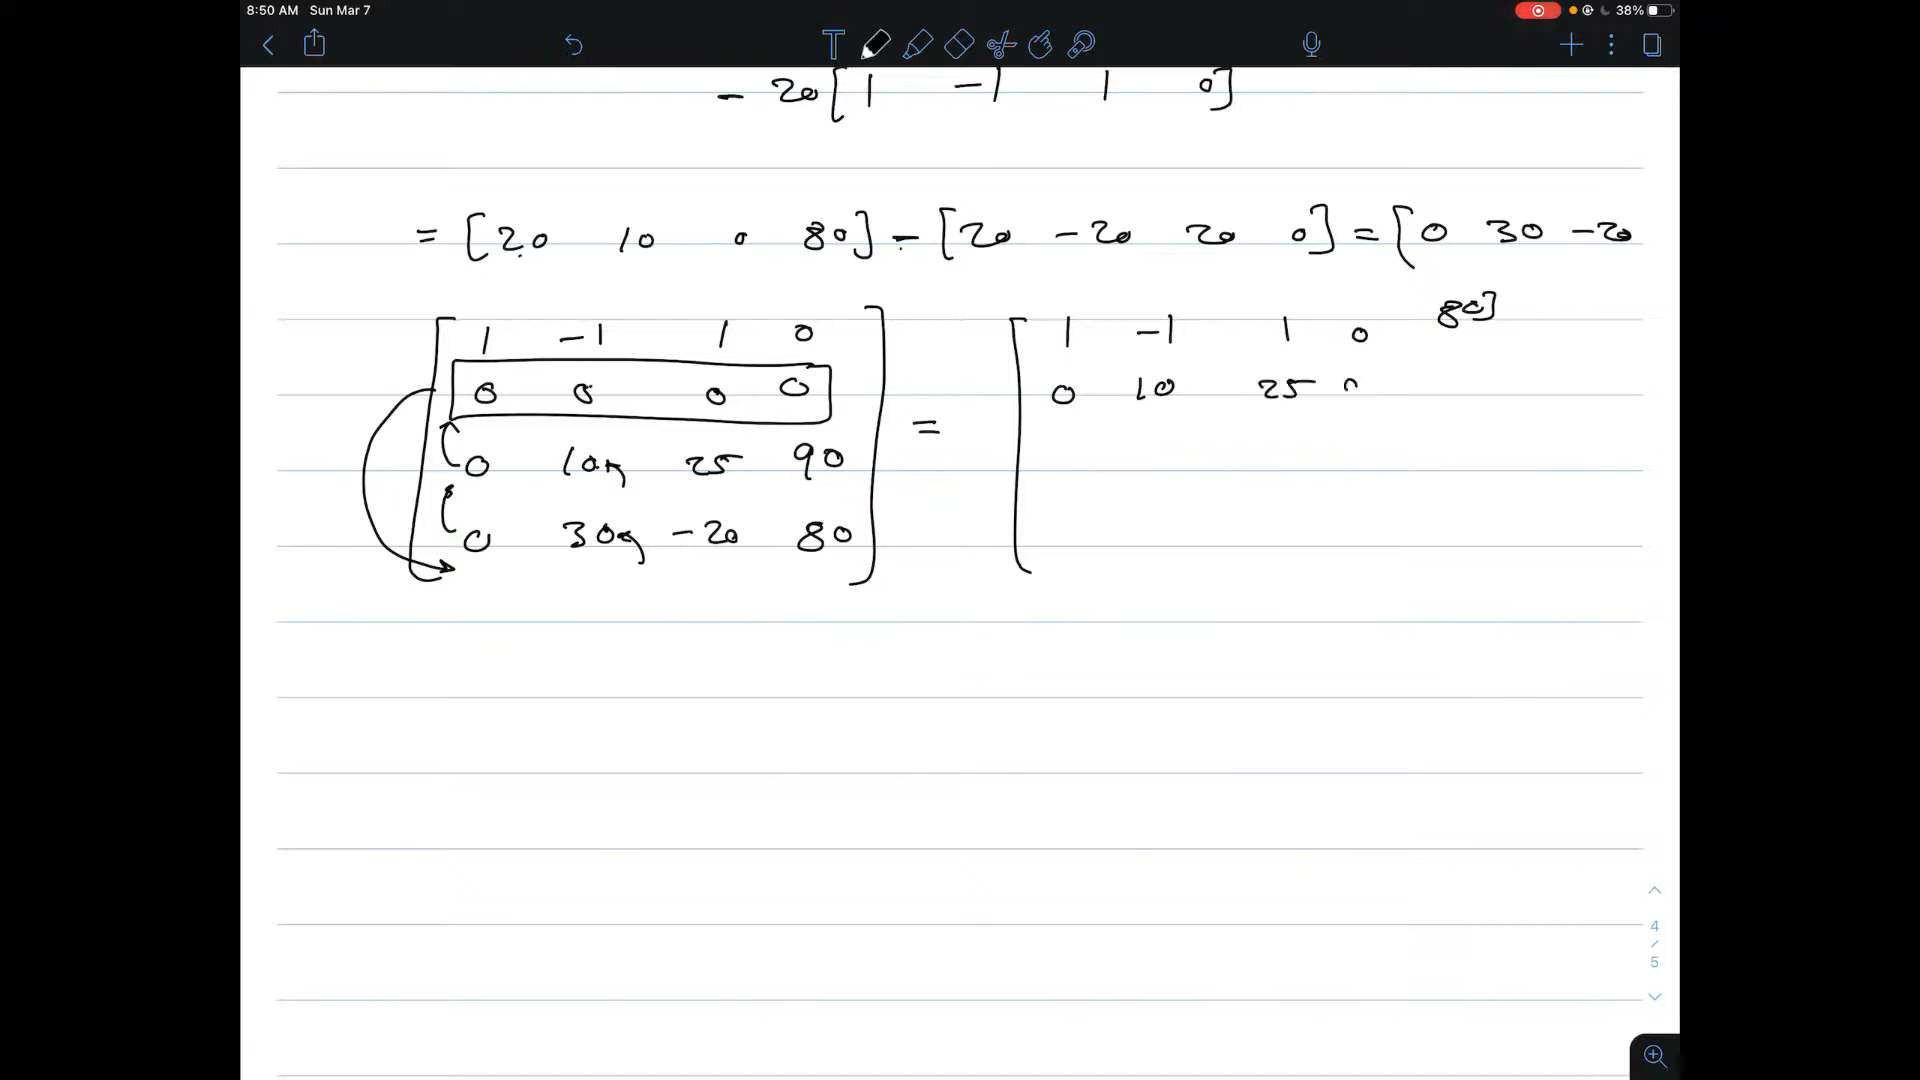 8:50 AM Sun Mar 7 38%
T
- 20[1 -1 1 0]
= [20 10 0 80] - [20 -20 20 0] = [0 30 -20
80]
[1 -1 1 0
0 0 0 0
0 10 25 90
0 30 -20 80] = [1 -1 1 0
0 10 25
4
/
5